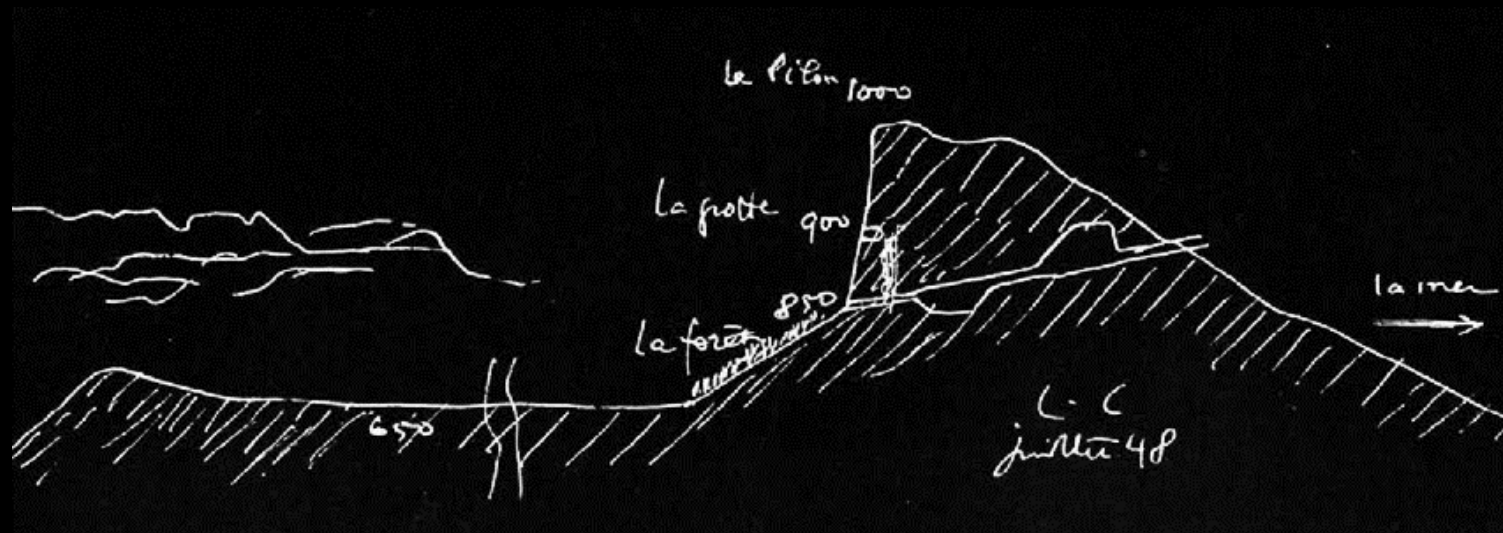 le Pilon 1000
la grotte 900
850
la forêt
650
la mer
L-C
juillet 48